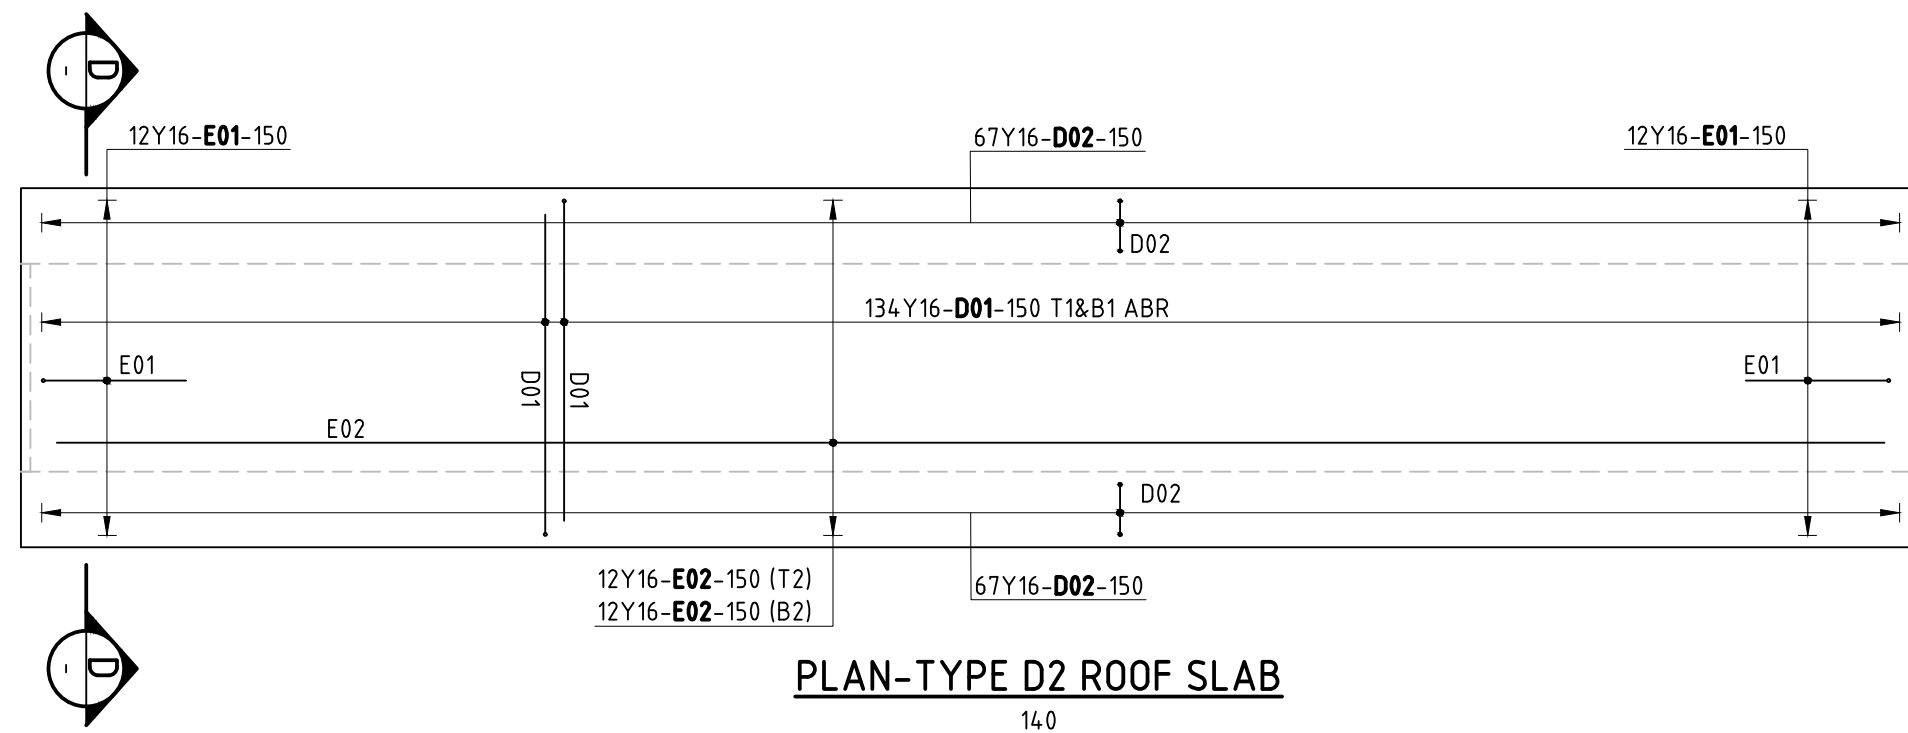 D
-
12Y16-E01-150
67Y16-D02-150
12Y16-E01-150
D02
134Y16-D01-150 T1&B1 ABR
E01
D01
D01
E01
E02
D02
12Y16-E02-150 (T2)
12Y16-E02-150 (B2)
67Y16-D02-150
D
-
PLAN-TYPE D2 ROOF SLAB
140